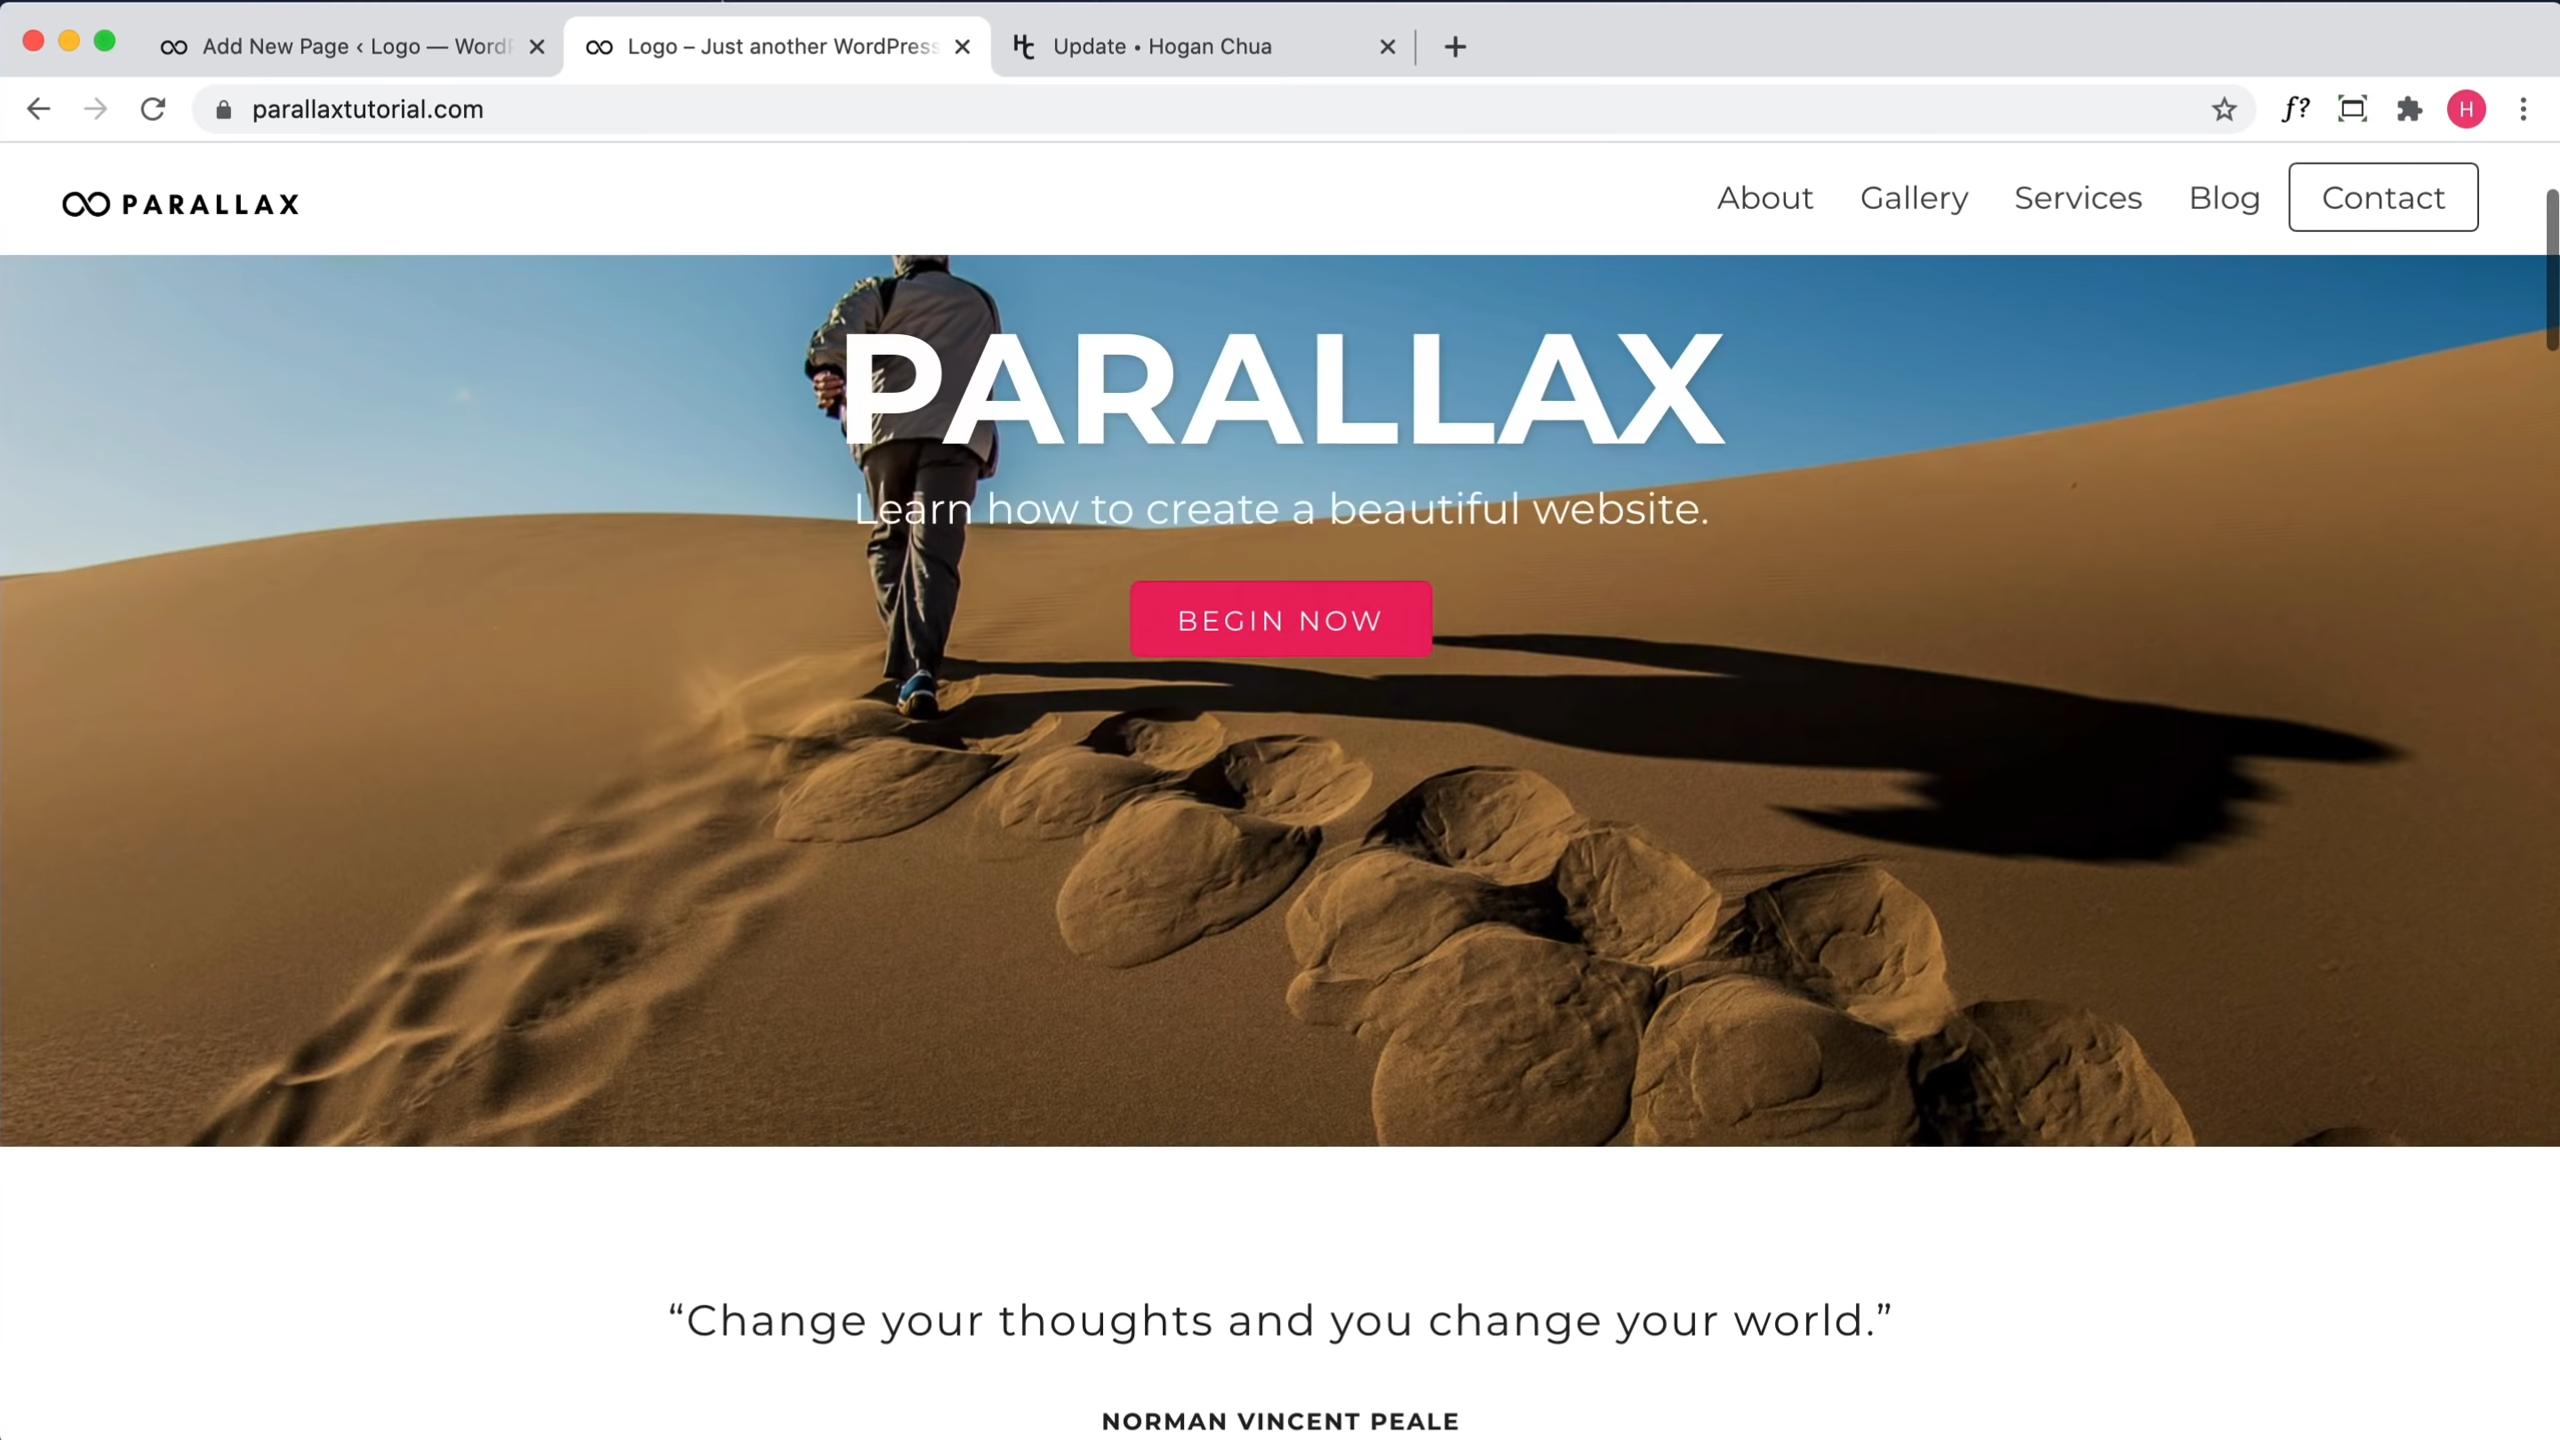 Add New Page ‹ Logo — WordP
Logo – Just another WordPress
Update • Hogan Chua
parallaxtutorial.com
f?
H
PARALLAX
About
Gallery
Services
Blog
Contact
PARALLAX
Learn how to create a beautiful website.
BEGIN NOW
“Change your thoughts and you change your world.”
NORMAN VINCENT PEALE